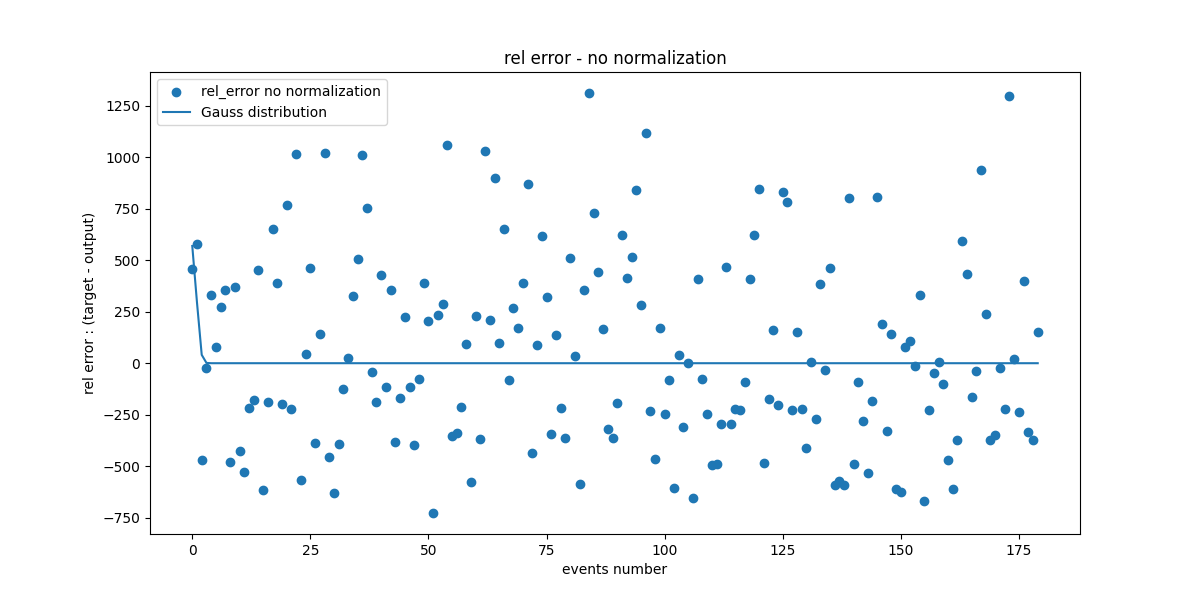 rel error - no normalization
rel_error no normalization
Gauss distribution
1250
1000
750
500
250
0
−250
−500
−750
rel error : (target - output)
0 25 50 75 100 125 150 175
events number